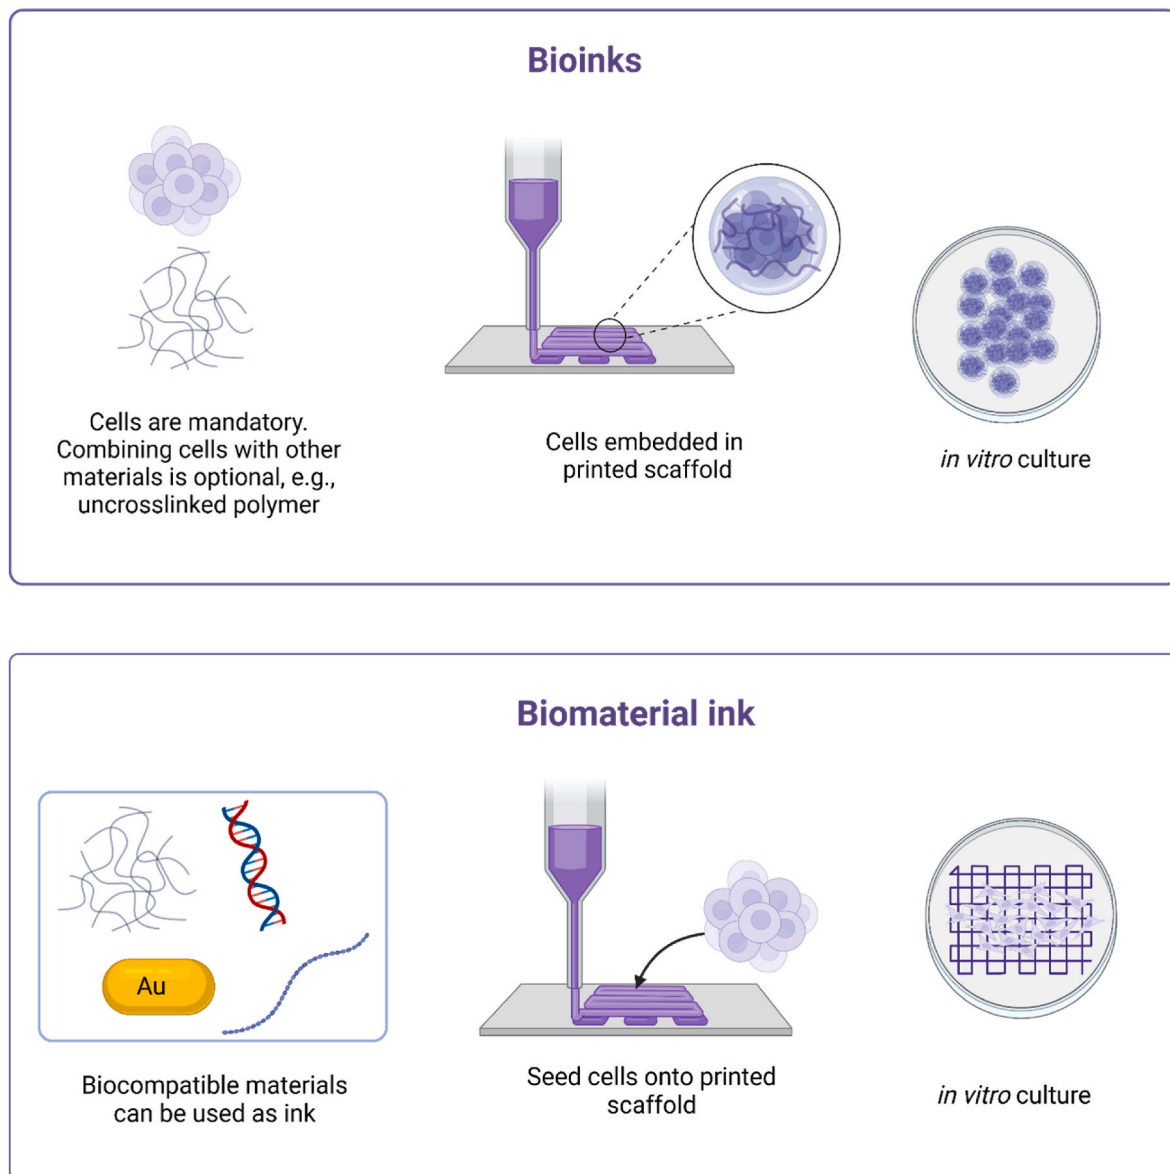 Bioinks
Cells are mandatory.
Combining cells with other
materials is optional, e.g.,
uncrosslinked polymer
Cells embedded in
printed scaffold
in vitro culture
Biomaterial ink
Au
Biocompatible materials
can be used as ink
Seed cells onto printed
scaffold
in vitro culture